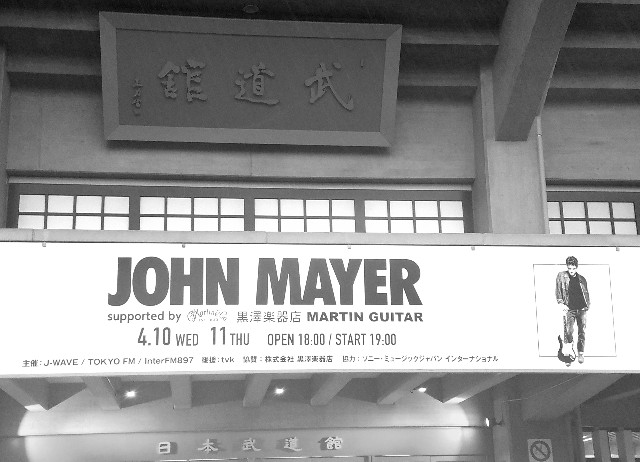 武道館
JOHN MAYER
supported by 黒澤楽器店 MARTIN GUITAR
4.10 WED 11 THU OPEN 18:00 / START 19:00
主催：J-WAVE / TOKYO FM / InterFM897 後援：tvk 協賛：株式会社 黒澤楽器店 協力：ソニー・ミュージックジャパン インターナショナル
日本武道館